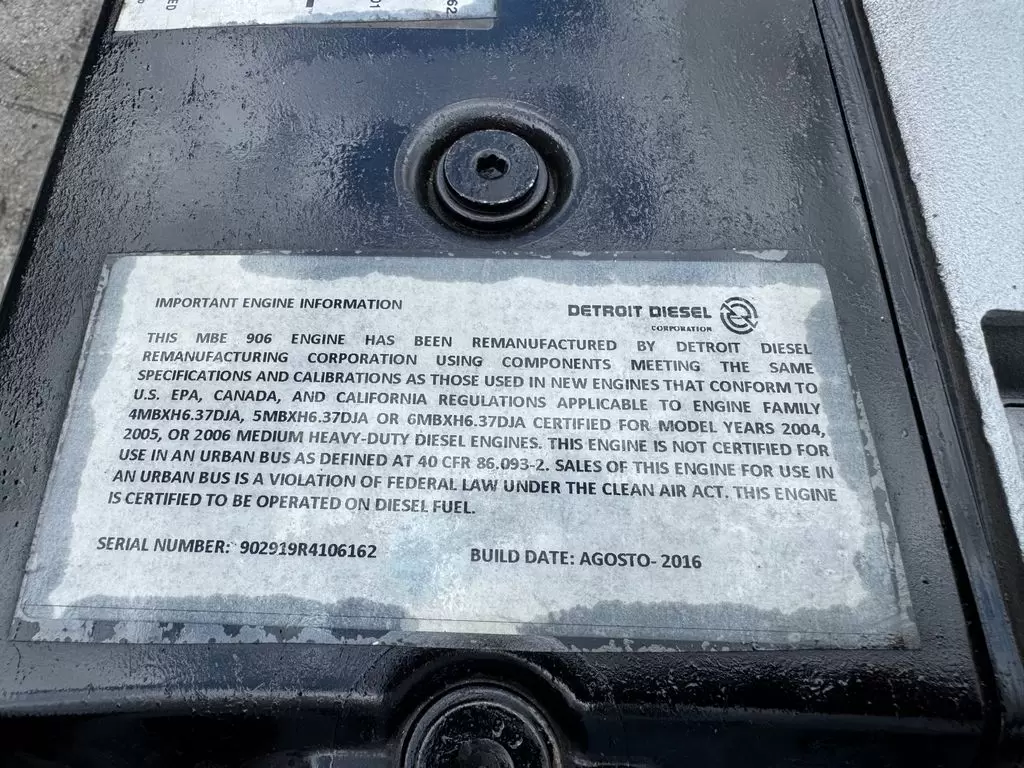 62
01
ED
IMPORTANT ENGINE INFORMATION
DETROIT DIESEL
CORPORATION
THIS MBE 906 ENGINE HAS BEEN REMANUFACTURED BY DETROIT DIESEL
REMANUFACTURING CORPORATION USING COMPONENTS MEETING THE SAME
SPECIFICATIONS AND CALIBRATIONS AS THOSE USED IN NEW ENGINES THAT CONFORM TO
U.S. EPA, CANADA, AND CALIFORNIA REGULATIONS APPLICABLE TO ENGINE FAMILY
4MBXH6.37DJA, 5MBXH6.37DJA OR 6MBXH6.37DJA CERTIFIED FOR MODEL YEARS 2004,
2005, OR 2006 MEDIUM HEAVY-DUTY DIESEL ENGINES. THIS ENGINE IS NOT CERTIFIED FOR
USE IN AN URBAN BUS AS DEFINED AT 40 CFR 86.093-2. SALES OF THIS ENGINE FOR USE IN
AN URBAN BUS IS A VIOLATION OF FEDERAL LAW UNDER THE CLEAN AIR ACT. THIS ENGINE
IS CERTIFIED TO BE OPERATED ON DIESEL FUEL.
SERIAL NUMBER: 902919R4106162
BUILD DATE: AGOSTO- 2016